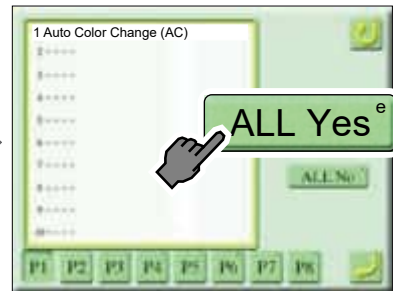 1 Auto Color Change (AC)
2-----
3-----
4-----
5-----
6-----
7-----
8-----
9-----
10-----
ALL Yes e
ALL No
P1 P2 P3 P4 P5 P6 P7 P8